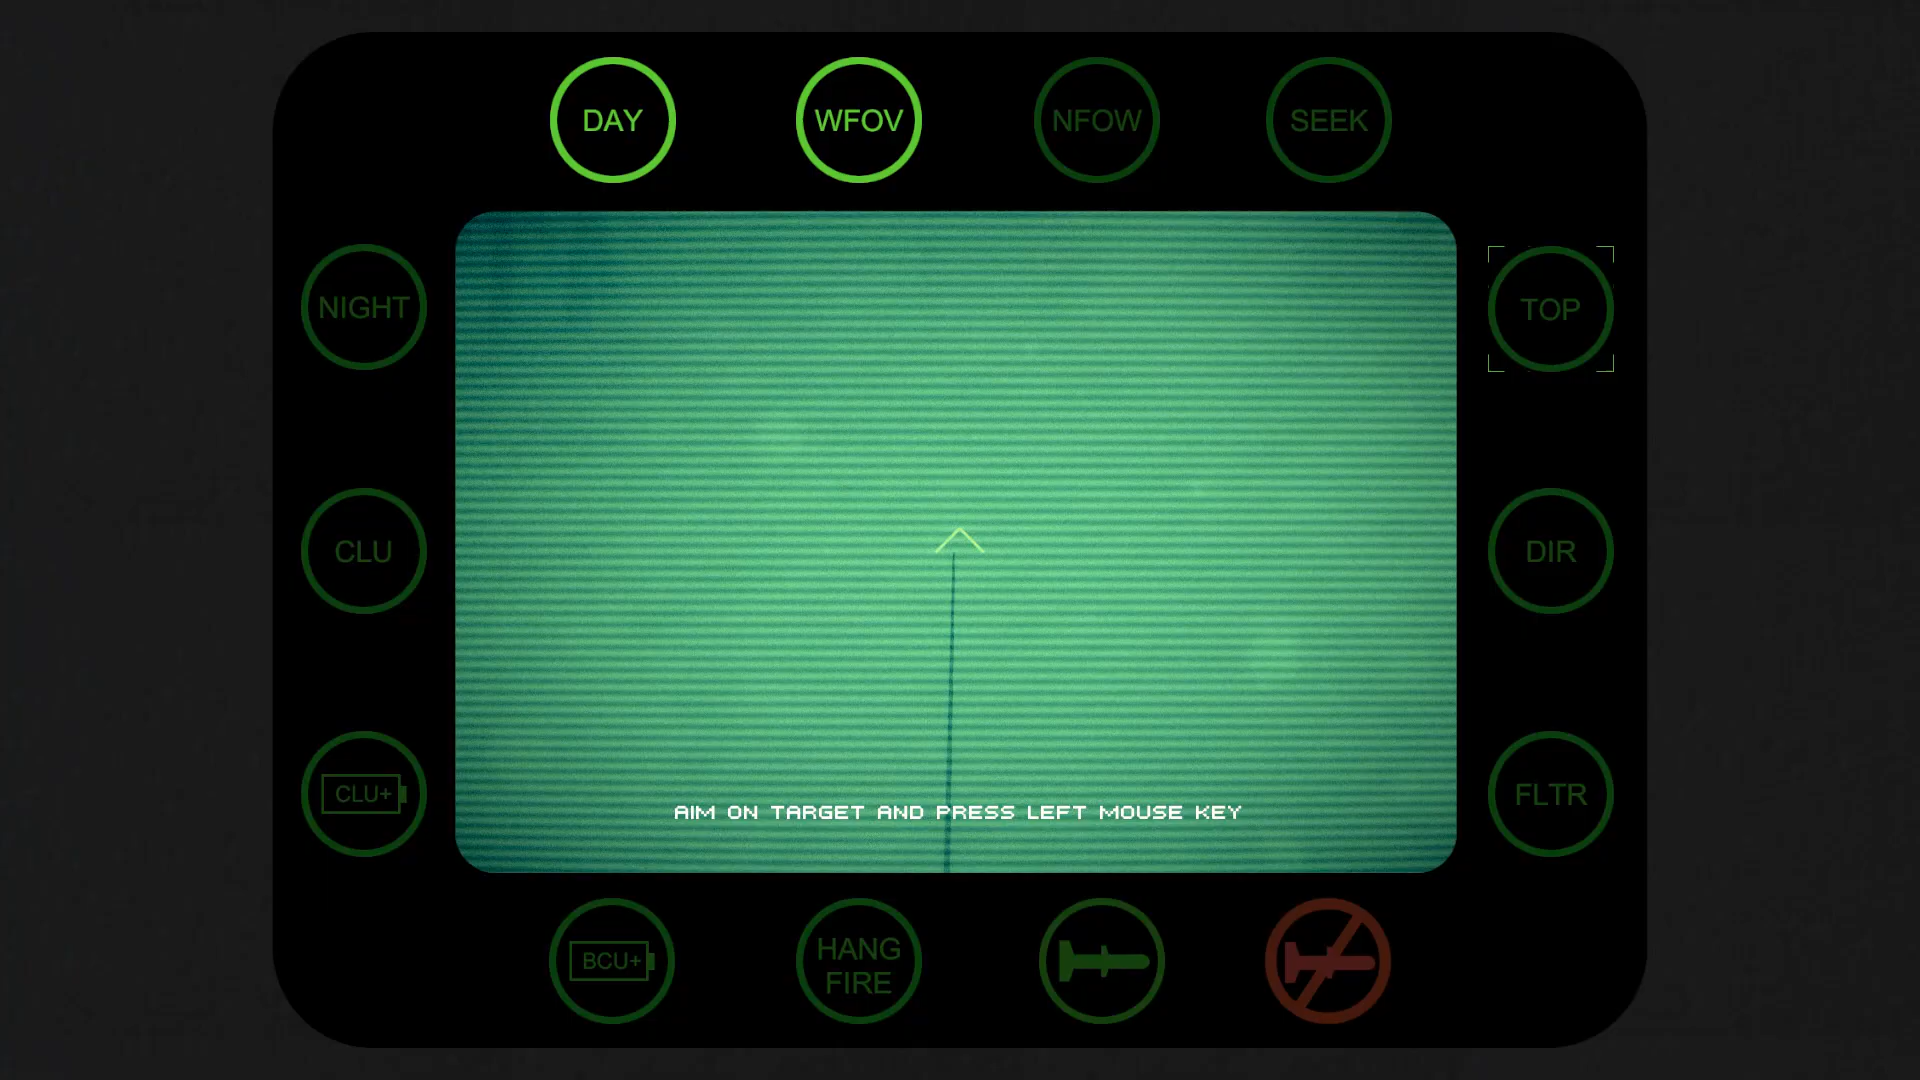 DAY WFOV NFOW SEEK
NIGHT TOP
CLU DIR
CLU+ FLTR
AIM ON TARGET AND PRESS LEFT MOUSE KEY
BCU+ HANG
FIRE